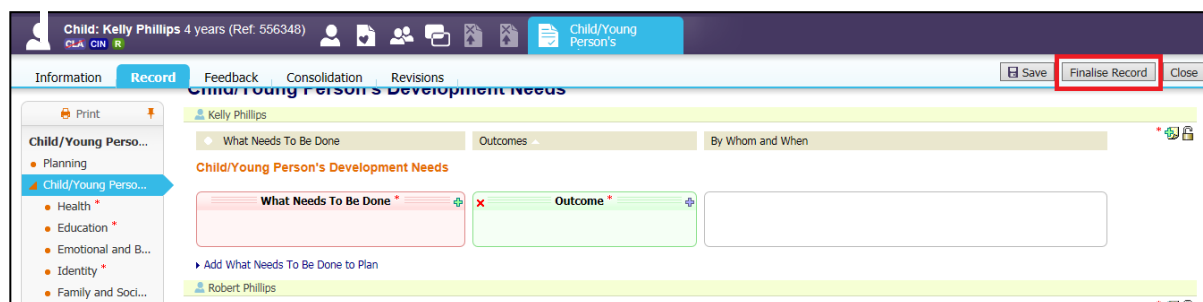 Child: Kelly Phillips 4 years (Ref: 556348)
CLA CIN R
Child/Young
Person's
Information Record Feedback Consolidation Revisions
Save Finalise Record Close
Child/Young Person's Development Needs
Print
Kelly Phillips
Child/Young Perso...
What Needs To Be Done Outcomes By Whom and When *
Planning
Child/Young Person's Development Needs
Child/Young Perso...
Health *
What Needs To Be Done * Outcome *
Education *
Emotional and B...
Identity *
Add What Needs To Be Done to Plan
Family and Soci...
Robert Phillips